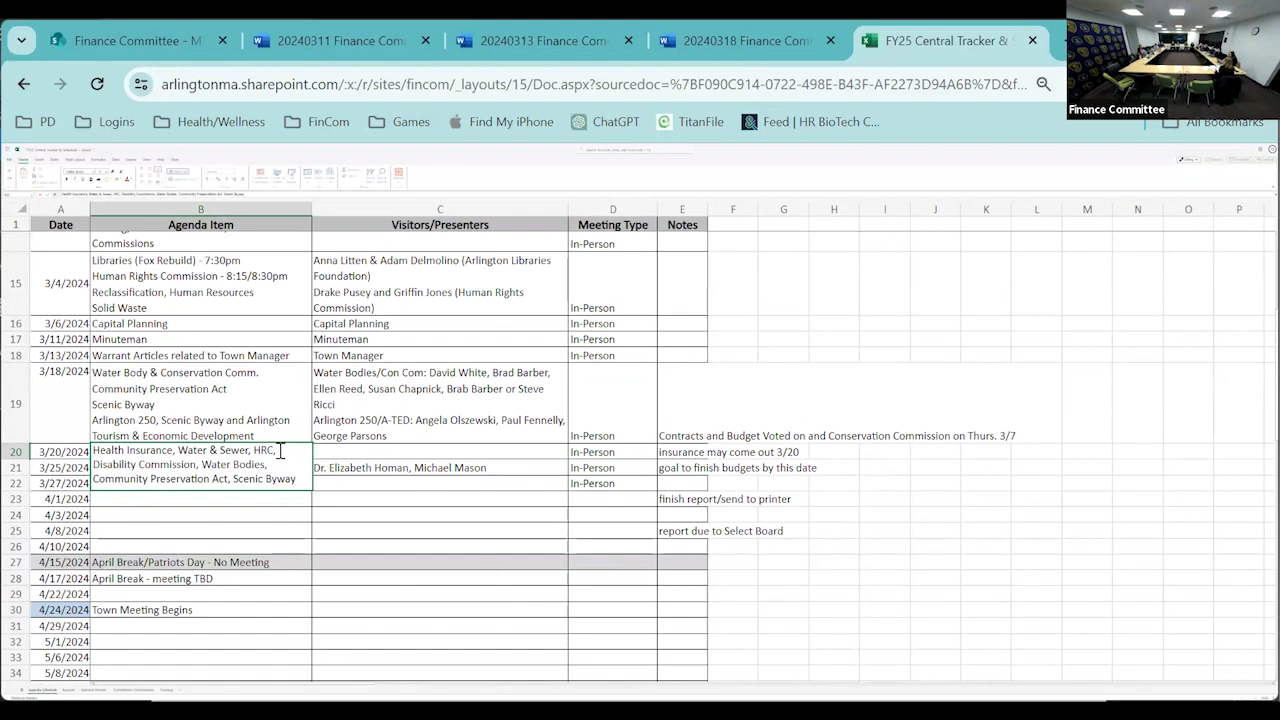 Finance Committee - M
20240311 Finan
20240313 Finance Com
20240318 Finance Co
FY25 Central Tracker &
arlingtonma.sharepoint.com/:x:/r/sites/fincom/_layouts/15/Doc.aspx?sourcedoc=%7BF090C914-0722-498E-B43F-AF2273D94A6B%7D&f...
Finance Committee
PD
Logins
Health/Wellness
FinCom
Games
Find My iPhone
ChatGPT
TitanFile
Feed | HR BioTech C...
All Bookmarks
A B C D E F G H I J K L M N O P
1 Date Agenda Item Visitors/Presenters Meeting Type Notes
Commissions In-Person
15 3/4/2024 Libraries (Fox Rebuild) - 7:30pm
Human Rights Commission - 8:15/8:30pm
Reclassification, Human Resources
Solid Waste
Anna Litten & Adam Delmolino (Arlington Libraries
Foundation)
Drake Pusey and Griffin Jones (Human Rights
Commission) In-Person
16 3/6/2024 Capital Planning Capital Planning In-Person
17 3/11/2024 Minuteman Minuteman In-Person
18 3/13/2024 Warrant Articles related to Town Manager Town Manager In-Person
19 3/18/2024 Water Body & Conservation Comm.
Community Preservation Act
Scenic Byway
Arlington 250, Scenic Byway and Arlington
Tourism & Economic Development
Water Bodies/Con Com: David White, Brad Barber,
Ellen Reed, Susan Chapnick, Brab Barber or Steve
Ricci
Arlington 250/A-TED: Angela Olszewski, Paul Fennelly,
George Parsons In-Person Contracts and Budget Voted on and Conservation Commission on Thurs. 3/7
20 3/20/2024 Health Insurance, Water & Sewer, HRC,
Disability Commission, Water Bodies,
Community Preservation Act, Scenic Byway
In-Person insurance may come out 3/20
21 3/25/2024 Dr. Elizabeth Homan, Michael Mason In-Person goal to finish budgets by this date
22 3/27/2024 In-Person
23 4/1/2024 finish report/send to printer
24 4/3/2024
25 4/8/2024 report due to Select Board
26 4/10/2024
27 4/15/2024 April Break/Patriots Day - No Meeting
28 4/17/2024 April Break - meeting TBD
29 4/22/2024
30 4/24/2024 Town Meeting Begins
31 4/29/2024
32 5/1/2024
33 5/6/2024
34 5/8/2024